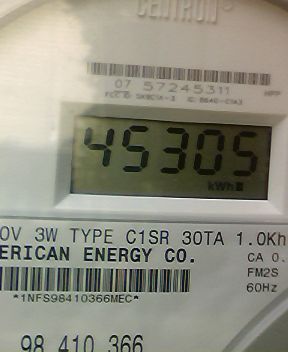 CENTRON®
07 57245311
45305
kWh
0V 3W TYPE C1SR 30TA 1.0Kh
ERICAN ENERGY CO. CA 0.
FM2S
*1NFS98410366MEC* 60Hz
98 410 366